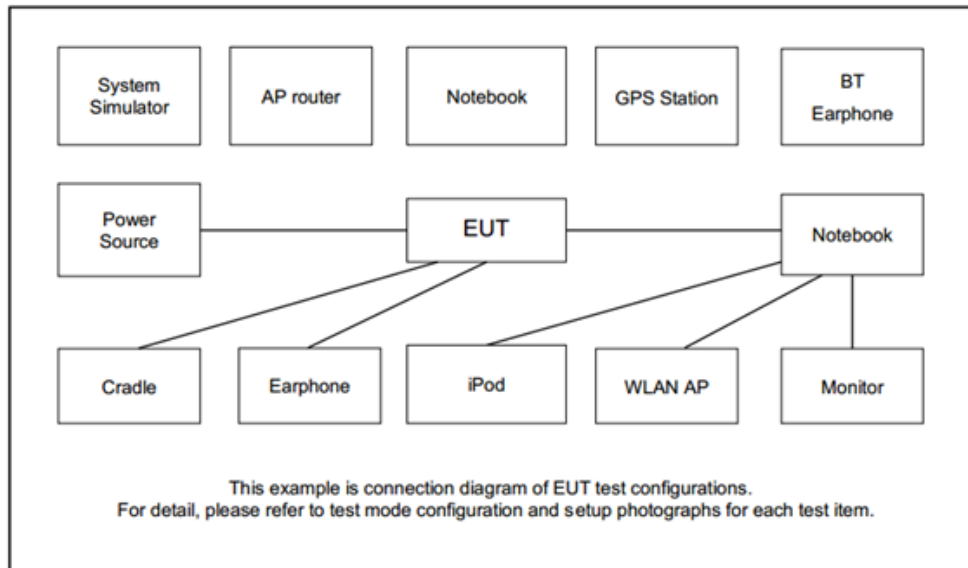 System
Simulator
AP router
Notebook
GPS Station
BT
Earphone
Power
Source
EUT
Notebook
Cradle
Earphone
iPod
WLAN AP
Monitor
This example is connection diagram of EUT test configurations.
For detail, please refer to test mode configuration and setup photographs for each test item.